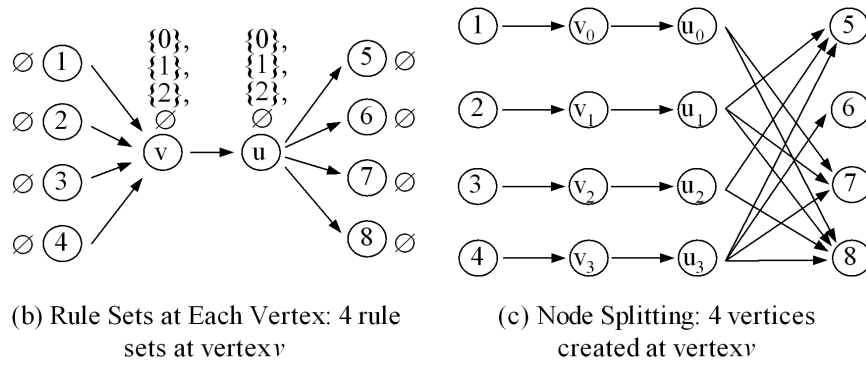 {0}, {0},
{1}, {1},
{2}, {2},
∅ ∅
∅ 1 5 ∅
∅ 2 6 ∅
v u
∅ 3 7 ∅
∅ 4 8 ∅
(b) Rule Sets at Each Vertex: 4 rule
sets at vertexv
1 v0 u0 5
2 v1 u1 6
3 v2 u2 7
4 v3 u3 8
(c) Node Splitting: 4 vertices
created at vertexv